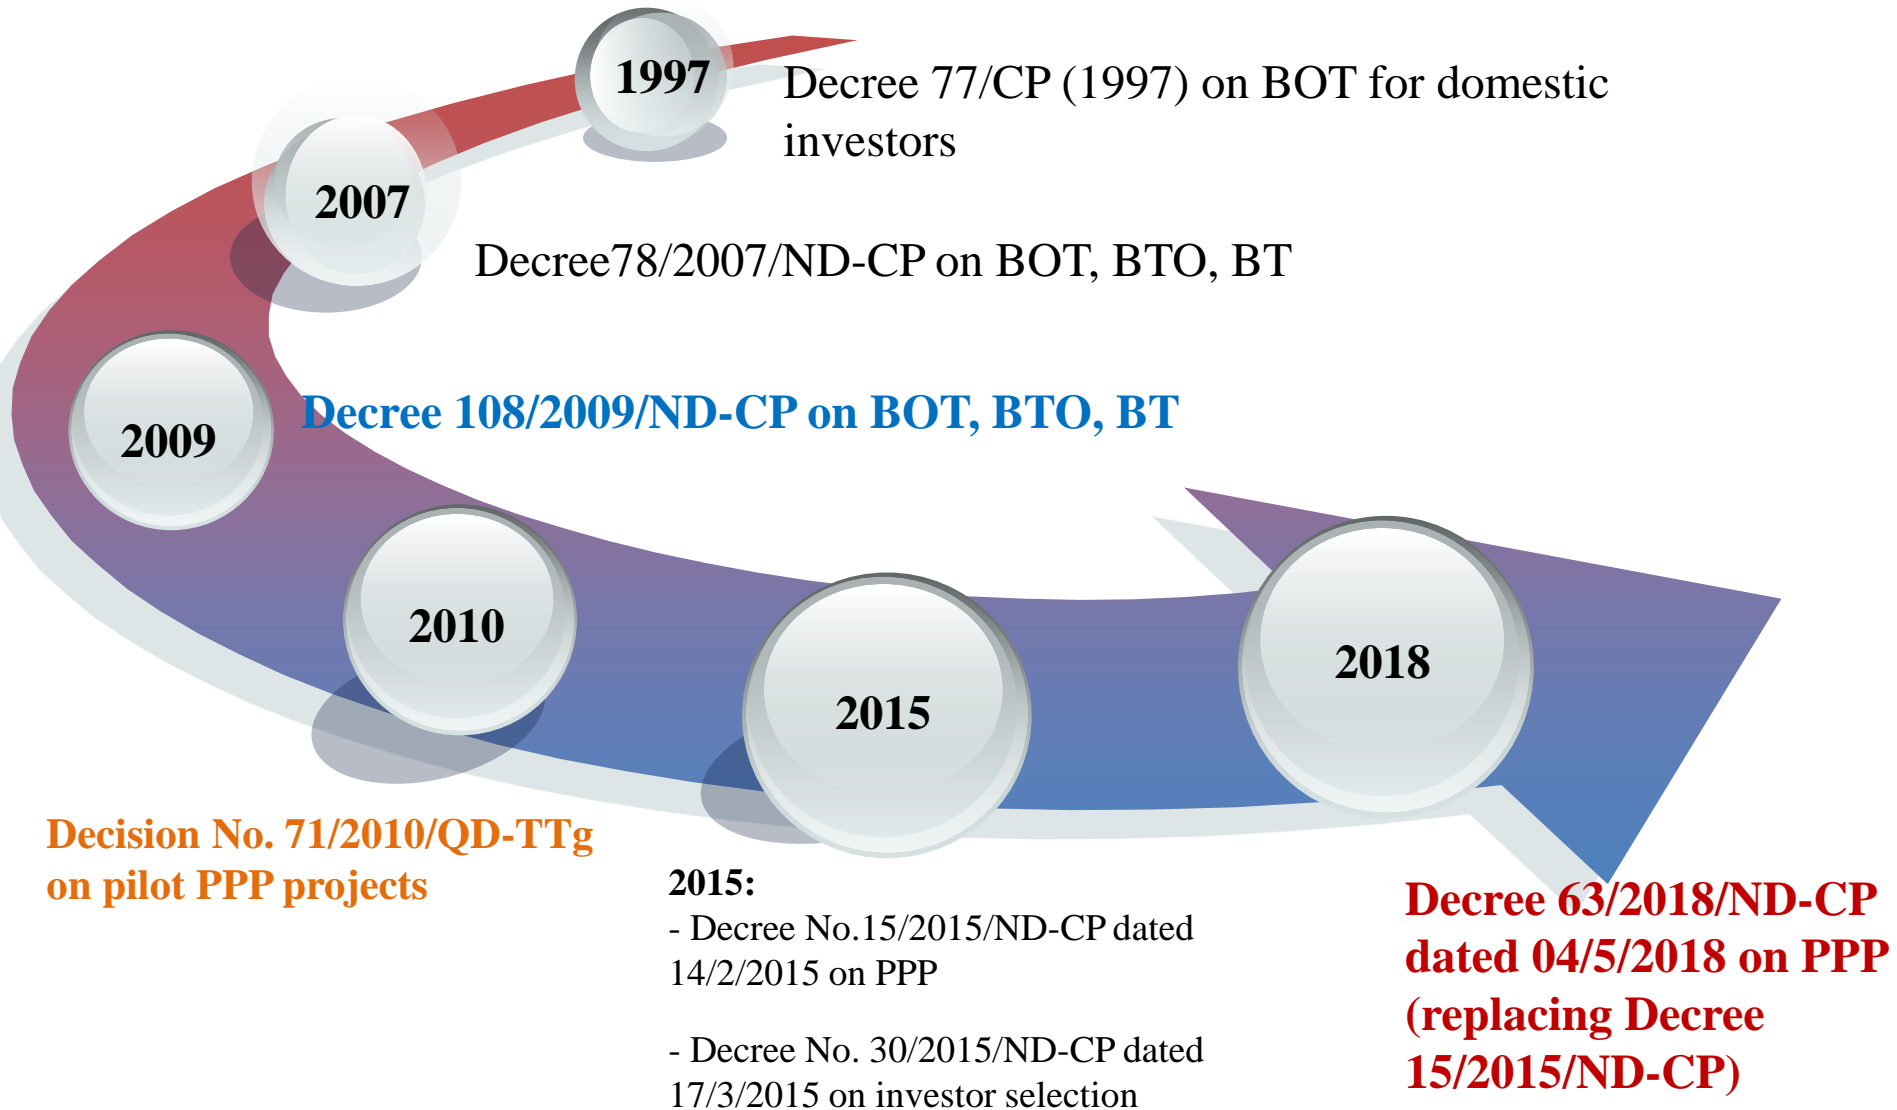 1997
Decree 77/CP (1997) on BOT for domestic
investors
2007
Decree78/2007/ND-CP on BOT, BTO, BT
2009
Decree 108/2009/ND-CP on BOT, BTO, BT
2010
Decision No. 71/2010/QD-TTg
on pilot PPP projects
2015
2015:
- Decree No.15/2015/ND-CP dated
14/2/2015 on PPP
- Decree No. 30/2015/ND-CP dated
17/3/2015 on investor selection
2018
Decree 63/2018/ND-CP
dated 04/5/2018 on PPP
(replacing Decree
15/2015/ND-CP)